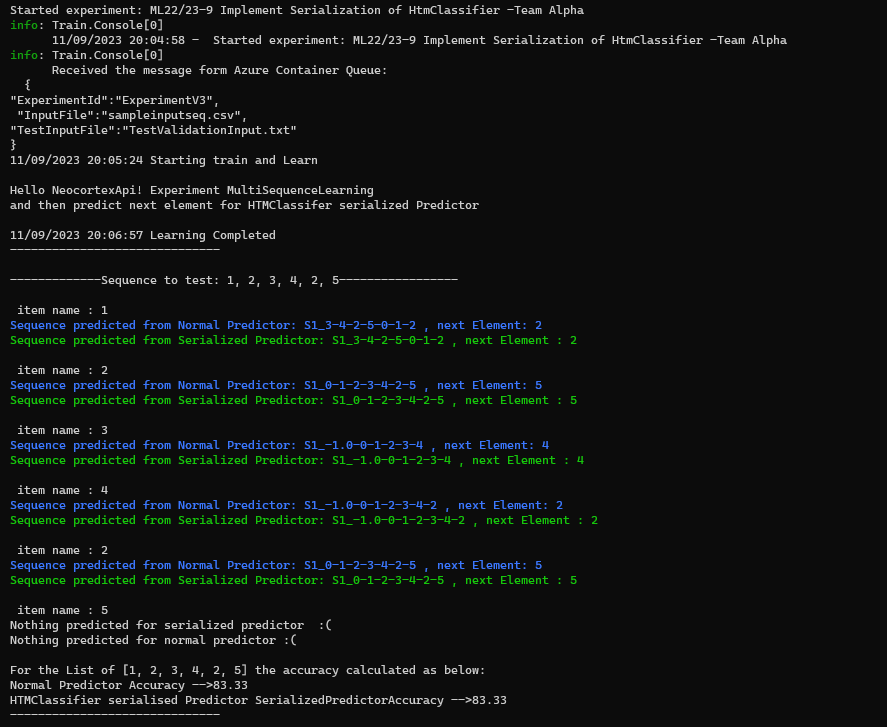 Started experiment: ML22/23-9 Implement Serialization of HtmClassifier -Team Alpha
info: Train.Console[0]
      11/09/2023 20:04:58 -  Started experiment: ML22/23-9 Implement Serialization of HtmClassifier -Team Alpha
info: Train.Console[0]
      Received the message form Azure Container Queue:
  {
"ExperimentId":"ExperimentV3",
 "InputFile":"sampleinputseq.csv",
"TestInputFile":"TestValidationInput.txt"
}
11/09/2023 20:05:24 Starting train and Learn

Hello NeocortexApi! Experiment MultiSequenceLearning
and then predict next element for HTMClassifer serialized Predictor

11/09/2023 20:06:57 Learning Completed
------------------------------

-------------Sequence to test: 1, 2, 3, 4, 2, 5-----------------

 item name : 1
Sequence predicted from Normal Predictor: S1_3-4-2-5-0-1-2 , next Element: 2
Sequence predicted from Serialized Predictor: S1_3-4-2-5-0-1-2 , next Element : 2

 item name : 2
Sequence predicted from Normal Predictor: S1_0-1-2-3-4-2-5 , next Element: 5
Sequence predicted from Serialized Predictor: S1_0-1-2-3-4-2-5 , next Element : 5

 item name : 3
Sequence predicted from Normal Predictor: S1_-1.0-0-1-2-3-4 , next Element: 4
Sequence predicted from Serialized Predictor: S1_-1.0-0-1-2-3-4 , next Element : 4

 item name : 4
Sequence predicted from Normal Predictor: S1_-1.0-0-1-2-3-4-2 , next Element: 2
Sequence predicted from Serialized Predictor: S1_-1.0-0-1-2-3-4-2 , next Element : 2

 item name : 2
Sequence predicted from Normal Predictor: S1_0-1-2-3-4-2-5 , next Element: 5
Sequence predicted from Serialized Predictor: S1_0-1-2-3-4-2-5 , next Element : 5

 item name : 5
Nothing predicted for serialized predictor  :(
Nothing predicted for normal predictor :(

For the List of [1, 2, 3, 4, 2, 5] the accuracy calculated as below:
Normal Predictor Accuracy -->83.33
HTMClassifier serialised Predictor SerializedPredictorAccuracy -->83.33
------------------------------